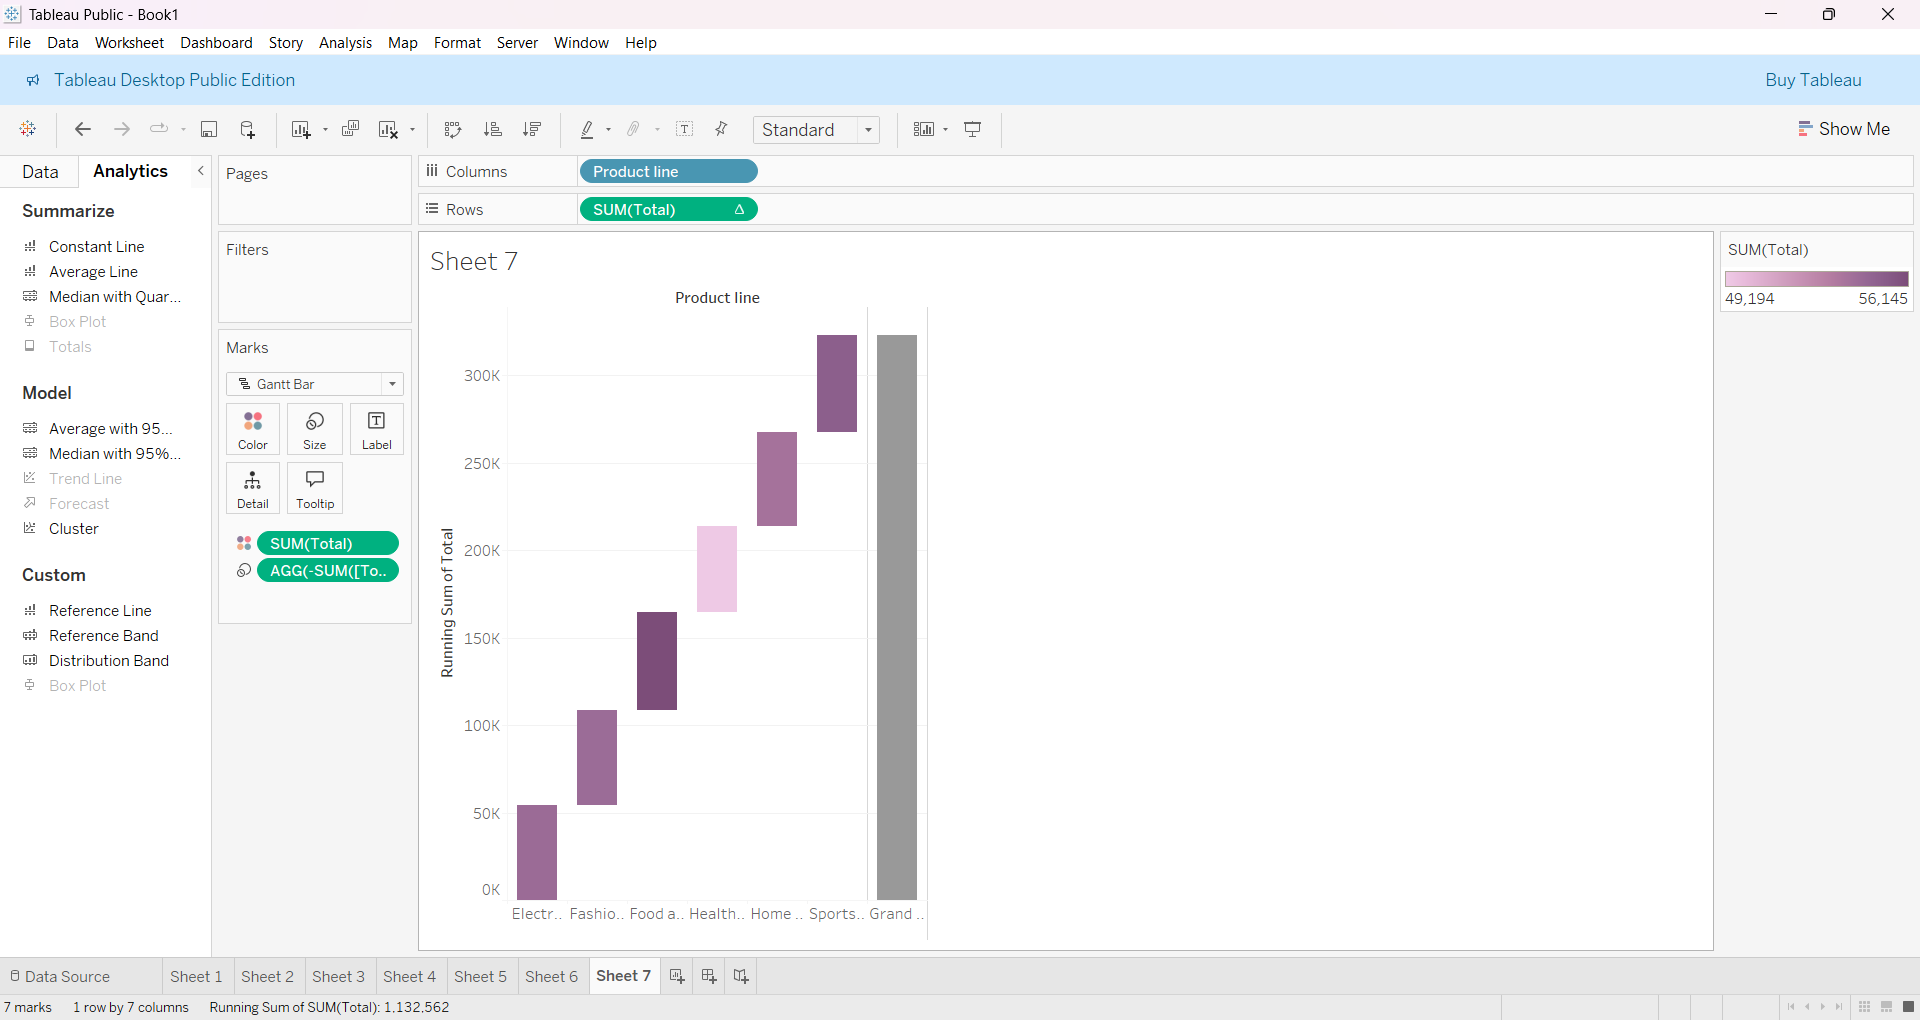 Tableau Public - Book1
File Data Worksheet Dashboard Story Analysis Map Format Server Window Help
Tableau Desktop Public Edition
Buy Tableau
Standard
Show Me
Data
Analytics
Summarize
Constant Line
Average Line
Median with Quar...
Box Plot
Totals
Model
Average with 95...
Median with 95%...
Trend Line
Forecast
Cluster
Custom
Reference Line
Reference Band
Distribution Band
Box Plot
Pages
Filters
Marks
Gantt Bar
Color
Size
Label
Detail
Tooltip
SUM(Total)
AGG(-SUM([To..
Columns
Product line
Rows
SUM(Total)
Sheet 7
Product line
Running Sum of Total
300K
250K
200K
150K
100K
50K
0K
Electr.. Fashio.. Food a.. Health.. Home .. Sports.. Grand ..
SUM(Total)
49,194 56,145
Data Source
Sheet 1
Sheet 2
Sheet 3
Sheet 4
Sheet 5
Sheet 6
Sheet 7
7 marks 1 row by 7 columns Running Sum of SUM(Total): 1,132,562